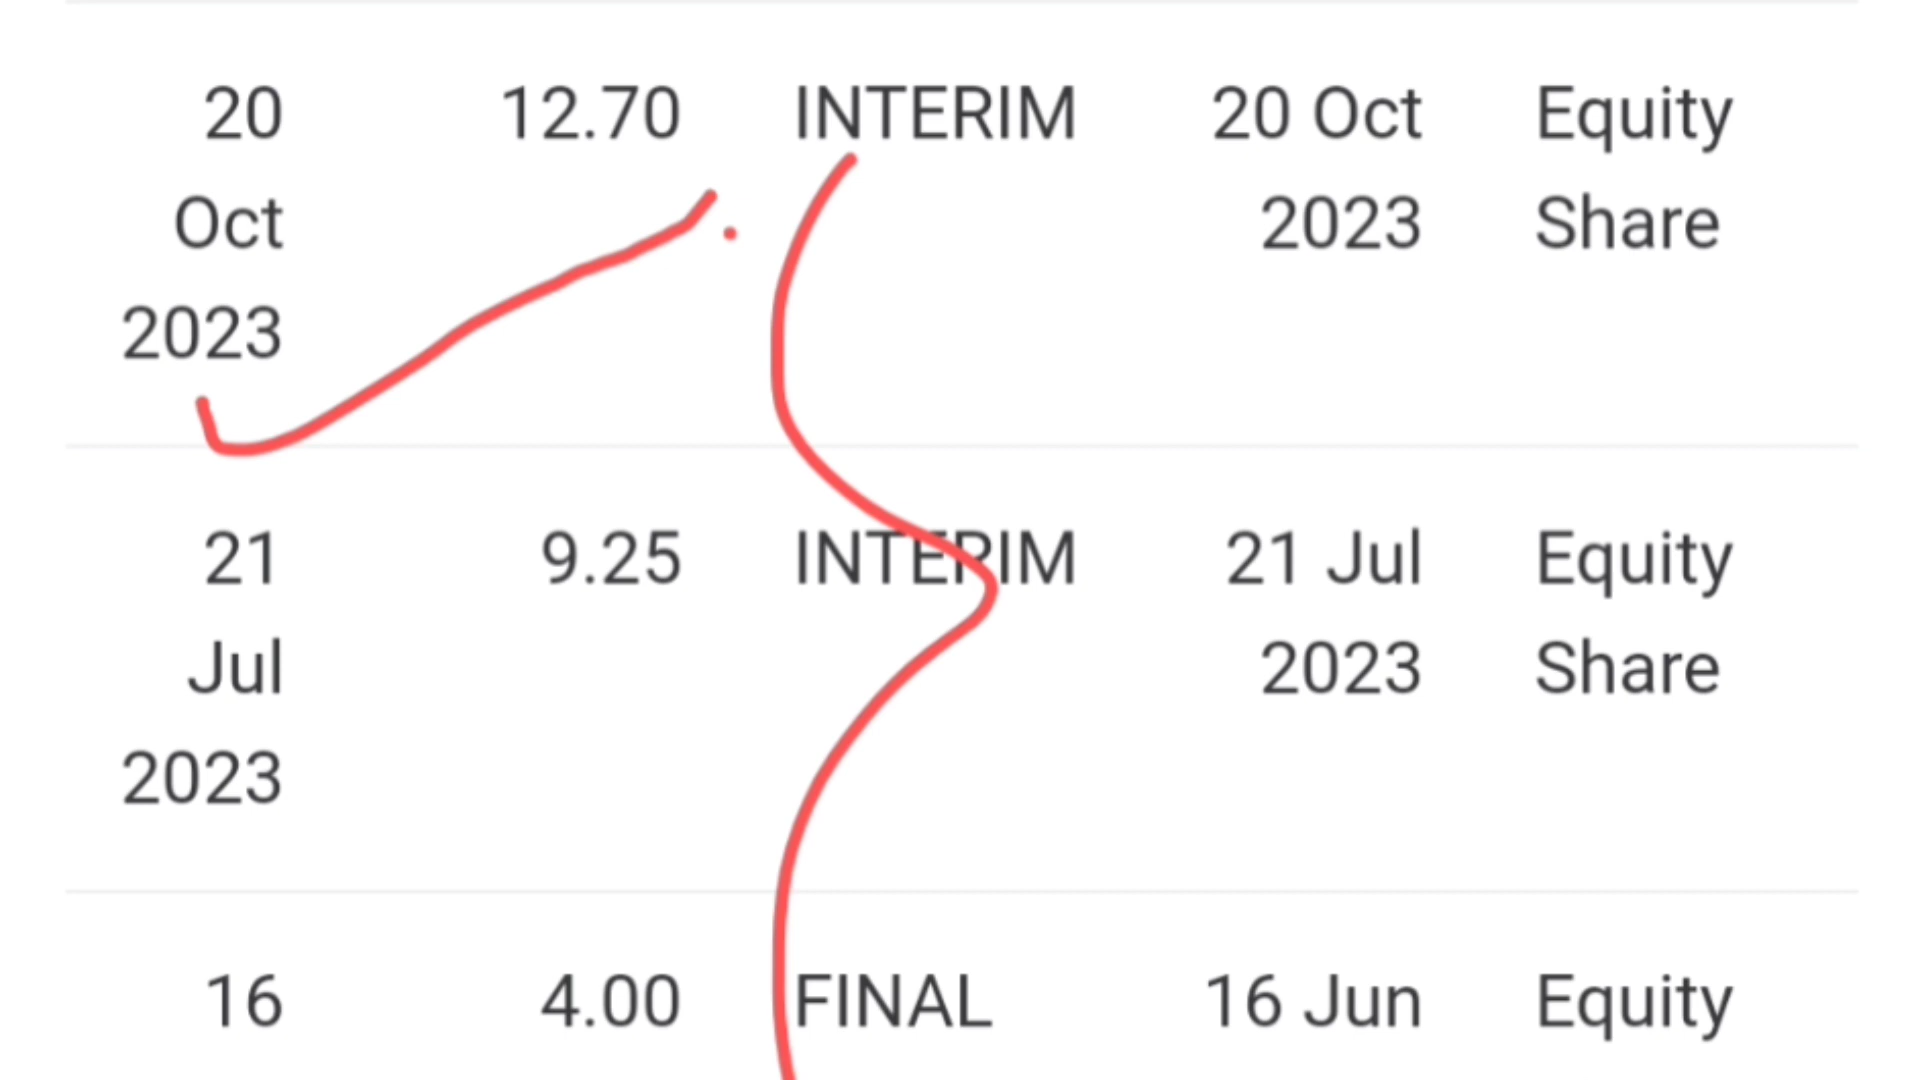 20 12.70 INTERIM 20 Oct Equity
Oct 2023 Share
2023
21 9.25 INTERIM 21 Jul Equity
Jul 2023 Share
2023
16 4.00 FINAL 16 Jun Equity